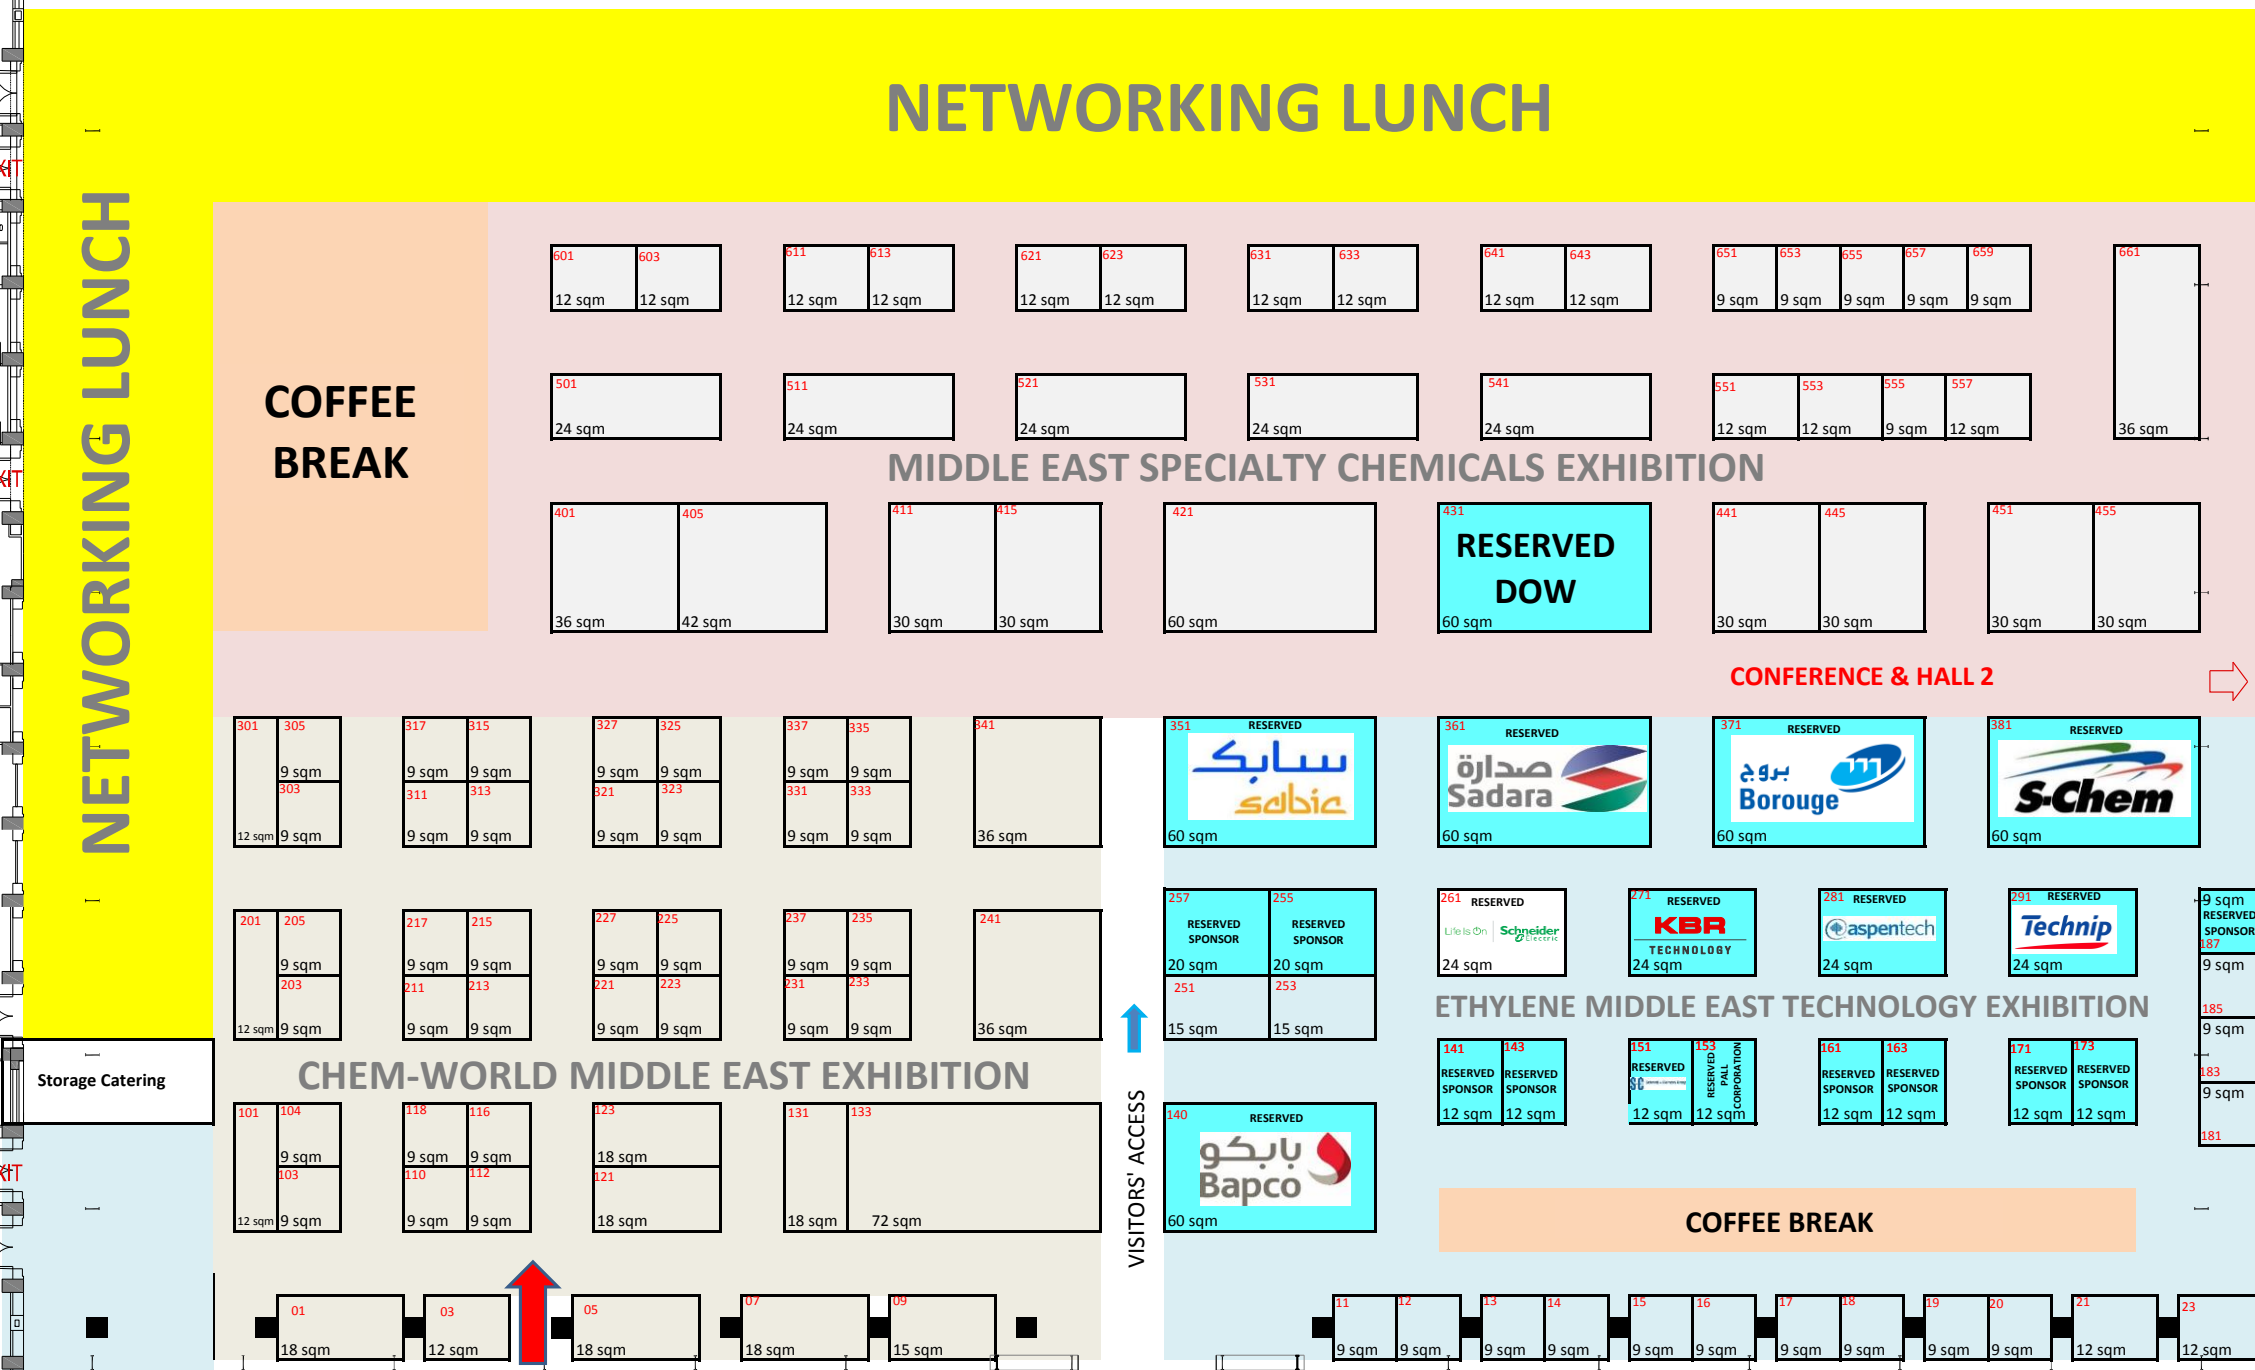 NETWORKING LUNCH
NETWORKING LUNCH
COFFEE
BREAK
601 603 611 613 621 623 631 633 641 643 651 653 655 657 659 661
12 sqm 12 sqm 12 sqm 12 sqm 12 sqm 12 sqm 12 sqm 12 sqm 12 sqm 12 sqm 9 sqm 9 sqm 9 sqm 9 sqm 9 sqm
501 511 521 531 541 551 553 555 557
24 sqm 24 sqm 24 sqm 24 sqm 24 sqm 12 sqm 12 sqm 9 sqm 12 sqm 36 sqm
MIDDLE EAST SPECIALTY CHEMICALS EXHIBITION
401 405 411 415 421 431 441 445 451 455
RESERVED
DOW
36 sqm 42 sqm 30 sqm 30 sqm 60 sqm 60 sqm 30 sqm 30 sqm 30 sqm 30 sqm
CONFERENCE & HALL 2
301 305 317 315 327 325 337 335 341 351 RESERVED 361 RESERVED 371 RESERVED 381 RESERVED
سابك
sabic
صدارة
Sadara
بروج
Borouge
S-Chem
9 sqm 9 sqm 9 sqm 9 sqm 9 sqm 9 sqm 9 sqm
303 311 313 321 323 331 333
12 sqm 9 sqm 9 sqm 9 sqm 9 sqm 9 sqm 9 sqm 9 sqm 36 sqm 60 sqm 60 sqm 60 sqm 60 sqm
201 205 217 215 227 225 237 235 241 257 255 261 RESERVED 271 RESERVED 281 RESERVED 291 RESERVED 9 sqm
RESERVED
SPONSOR
RESERVED
SPONSOR
Life Is On Schneider
Electric
KBR
TECHNOLOGY
aspentech
Technip
RESERVED
SPONSOR
187
9 sqm 9 sqm 9 sqm 9 sqm 9 sqm 9 sqm 9 sqm 20 sqm 20 sqm 24 sqm 24 sqm 24 sqm 24 sqm 9 sqm
203 211 213 221 223 231 233 251 253 185
12 sqm 9 sqm 9 sqm 9 sqm 9 sqm 9 sqm 9 sqm 9 sqm 36 sqm 15 sqm 15 sqm 9 sqm
ETHYLENE MIDDLE EAST TECHNOLOGY EXHIBITION
Storage Catering
CHEM-WORLD MIDDLE EAST EXHIBITION
VISITORS' ACCESS
141 143 151 153 161 163 171 173 183
RESERVED
SPONSOR
RESERVED
SPONSOR
RESERVED
SC
RESERVED
PALL
CORPORATION
RESERVED
SPONSOR
RESERVED
SPONSOR
RESERVED
SPONSOR
RESERVED
SPONSOR
9 sqm
12 sqm 12 sqm 12 sqm 12 sqm 12 sqm 12 sqm 12 sqm 12 sqm
181
101 104 118 116 123 131 133 140 RESERVED
بابكو
Bapco
9 sqm 9 sqm 9 sqm 18 sqm
103 110 112 121
12 sqm 9 sqm 9 sqm 9 sqm 18 sqm 18 sqm 72 sqm 60 sqm
COFFEE BREAK
01 03 05 07 09 11 12 13 14 15 16 17 18 19 20 21 23
18 sqm 12 sqm 18 sqm 18 sqm 15 sqm 9 sqm 9 sqm 9 sqm 9 sqm 9 sqm 9 sqm 9 sqm 9 sqm 9 sqm 9 sqm 12 sqm 12 sqm